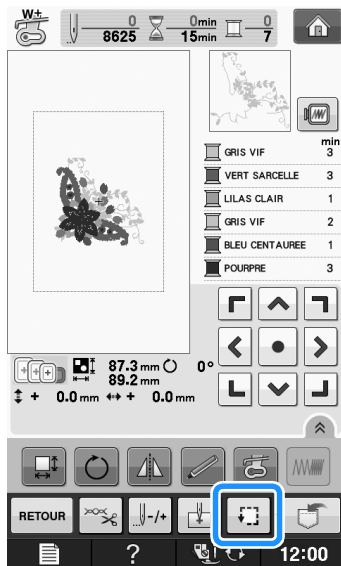 W+
0 0min 0
8625 15min 7
min
GRIS VIF 3
VERT SARCELLE 3
LILAS CLAIR 1
GRIS VIF 2
BLEU CENTAUREE 1
POURPRE 3
87.3 mm 0°
89.2 mm
+ 0.0 mm + 0.0 mm
RETOUR -/+
? 12:00